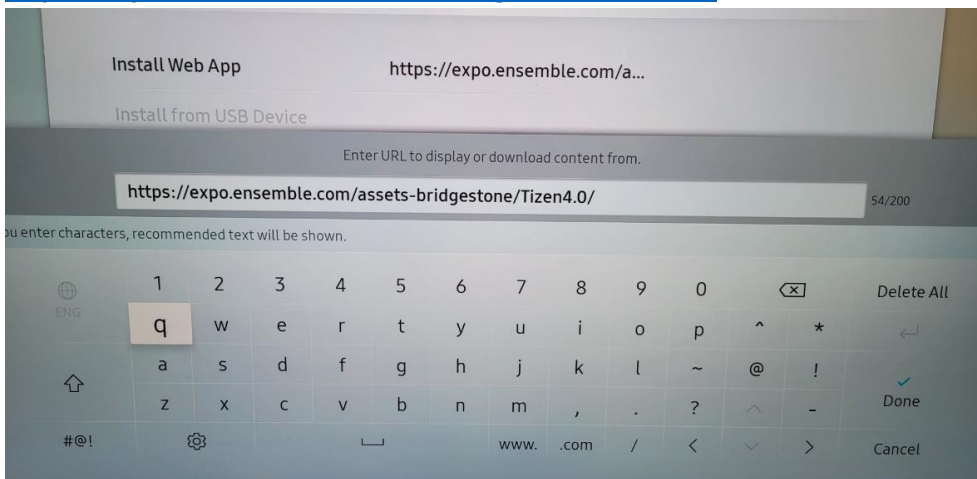 Install Web App https://expo.ensemble.com/a...
Install from USB Device
Enter URL to display or download content from.
https://expo.ensemble.com/assets-bridgestone/Tizen4.0/ 54/200
enter characters, recommended text will be shown.
1 2 3 4 5 6 7 8 9 0 Delete All
ENG
q w e r t y u i o p ^ *
a s d f g h j k l ~ @ !
z x c v b n m , . ? - Done
#@! www. .com / < > Cancel